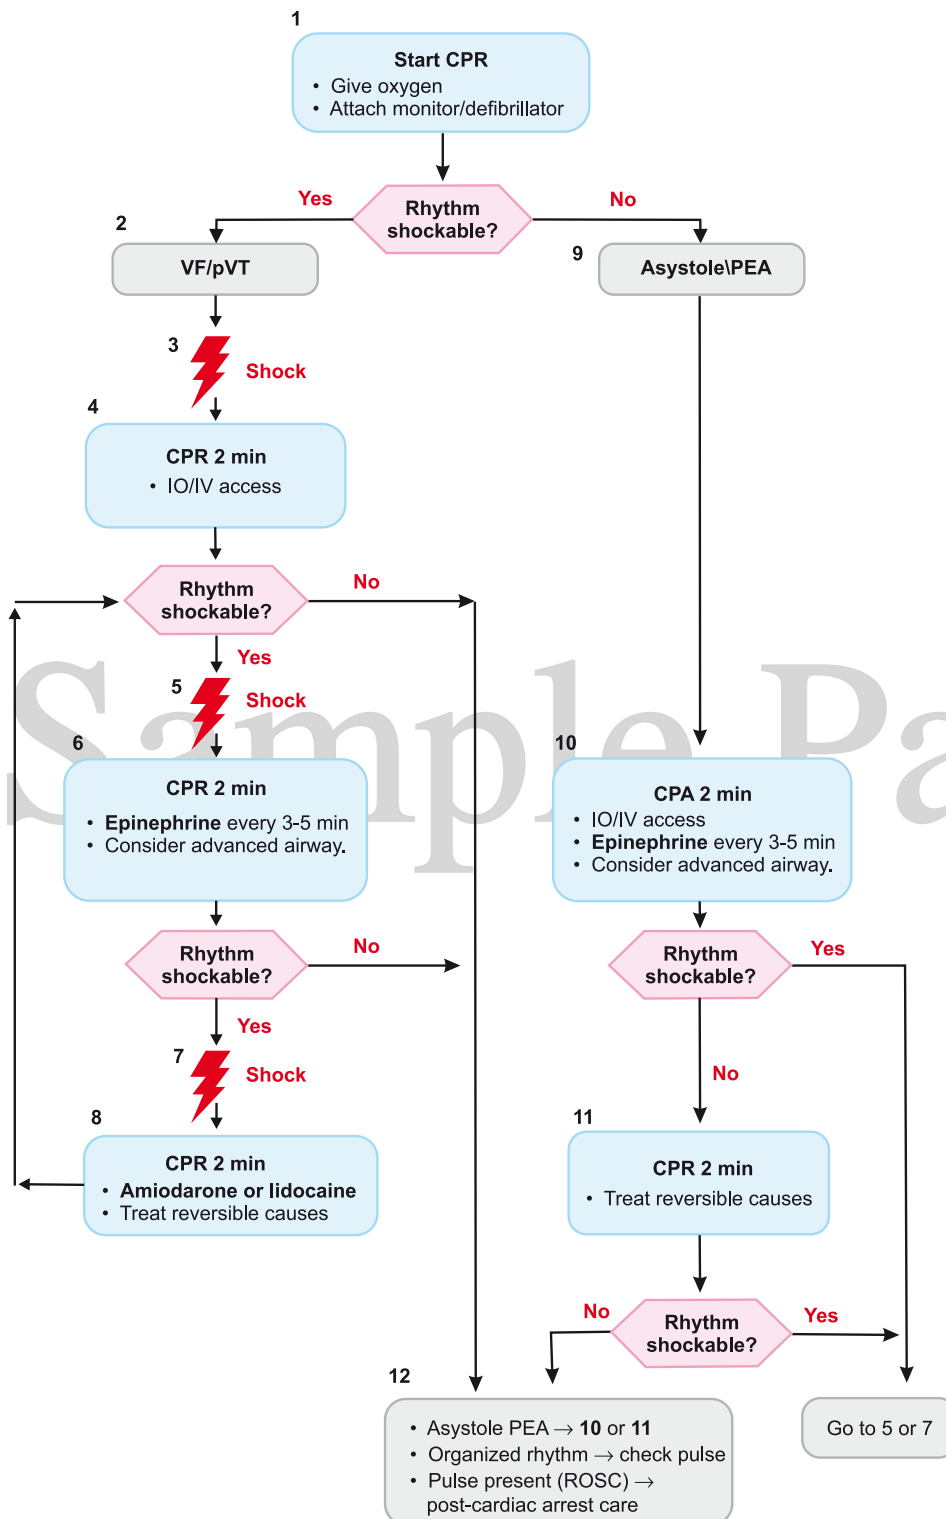 1
Start CPR
• Give oxygen
• Attach monitor/defibrillator
Yes
Rhythm
shockable?
No
2
VF/pVT
9
Asystole\PEA
3
Shock
4
CPR 2 min
• IO/IV access
Rhythm
shockable?
No
Yes
5
Shock
6
CPR 2 min
• Epinephrine every 3-5 min
• Consider advanced airway.
10
CPA 2 min
• IO/IV access
• Epinephrine every 3-5 min
• Consider advanced airway.
Rhythm
shockable?
No
Yes
Rhythm
shockable?
Yes
No
7
Shock
8
CPR 2 min
• Amiodarone or lidocaine
• Treat reversible causes
11
CPR 2 min
• Treat reversible causes
No
Rhythm
shockable?
Yes
12
• Asystole PEA → 10 or 11
• Organized rhythm → check pulse
• Pulse present (ROSC) →
post-cardiac arrest care
Go to 5 or 7
Sample Pa